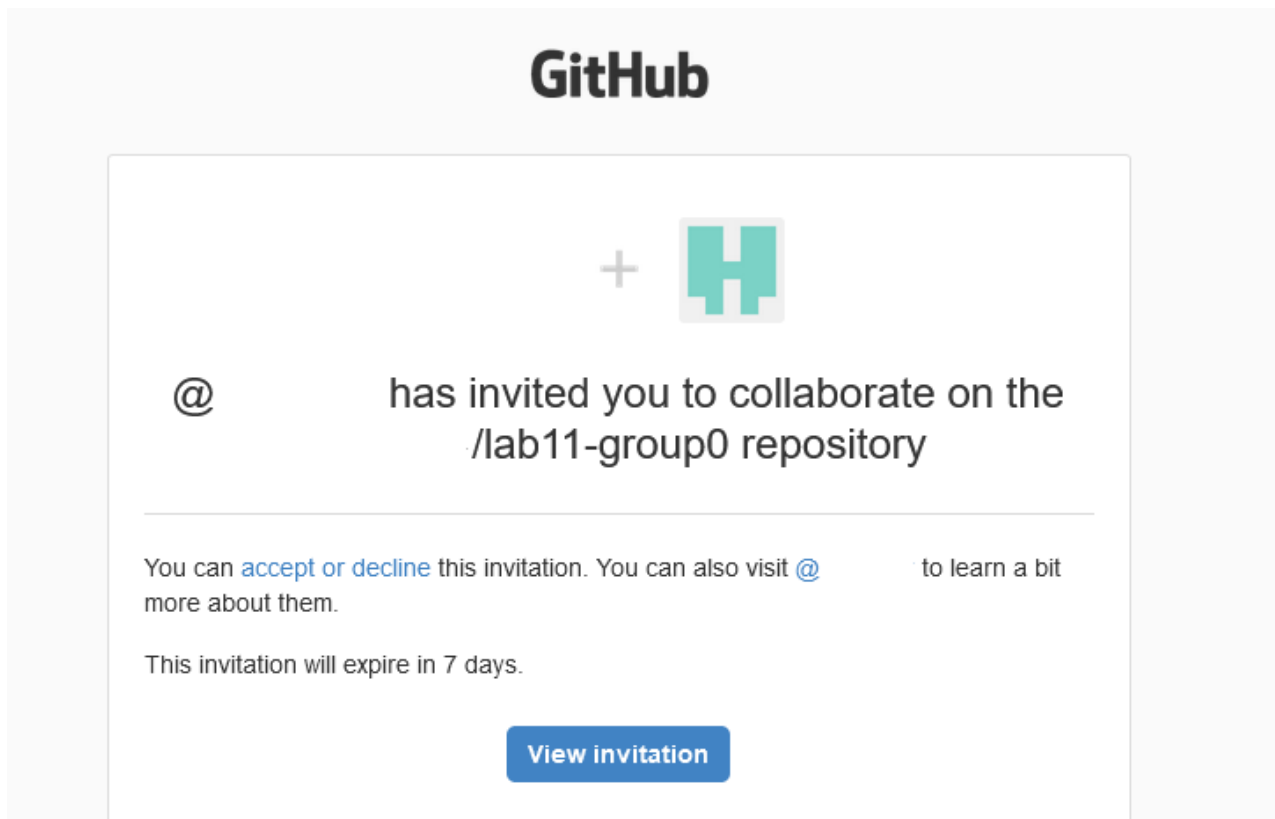 GitHub
+
@ has invited you to collaborate on the
/lab11-group0 repository
You can accept or decline this invitation. You can also visit @ to learn a bit
more about them.
This invitation will expire in 7 days.
View invitation